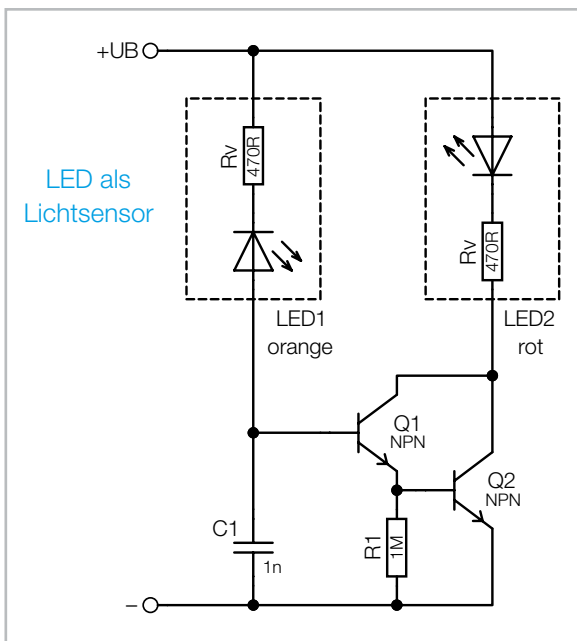 +UB
LED als
Lichtsensor
Rv
470R
LED1
orange
Rv
470R
LED2
rot
Q1
NPN
Q2
NPN
C1
1n
R1
1M
–